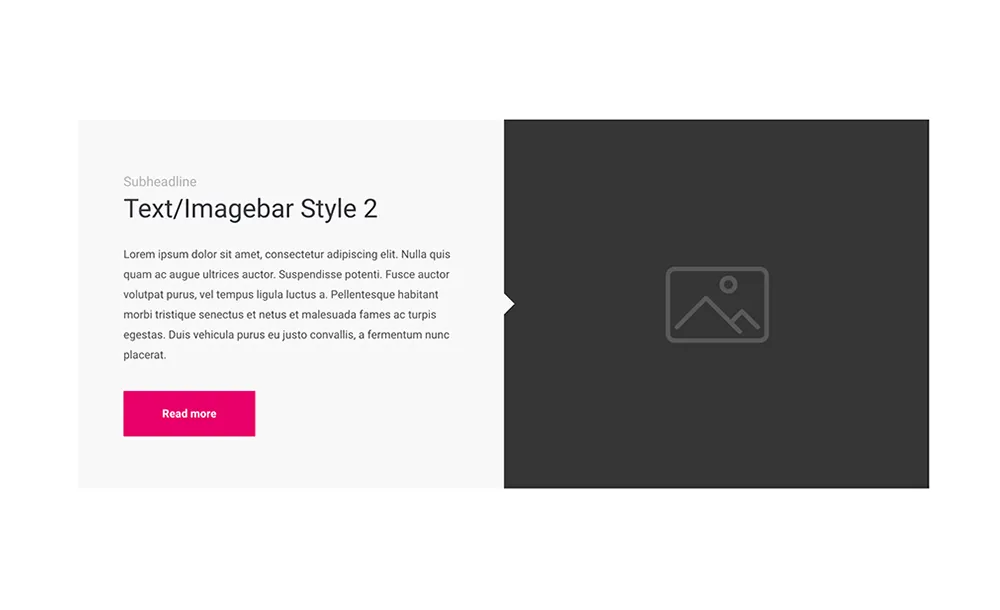 Subheadline
Text/Imagebar Style 2
Lorem ipsum dolor sit amet, consectetur adipiscing elit. Nulla quis
quam ac augue ultrices auctor. Suspendisse potenti. Fusce auctor
volutpat purus, vel tempus ligula luctus a. Pellentesque habitant
morbi tristique senectus et netus et malesuada fames ac turpis
egestas. Duis vehicula purus eu justo convallis, a fermentum nunc
placerat.
Read more